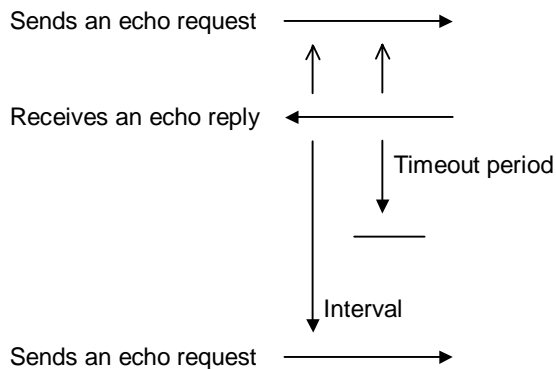 Sends an echo request
Receives an echo reply
Timeout period
Interval
Sends an echo request